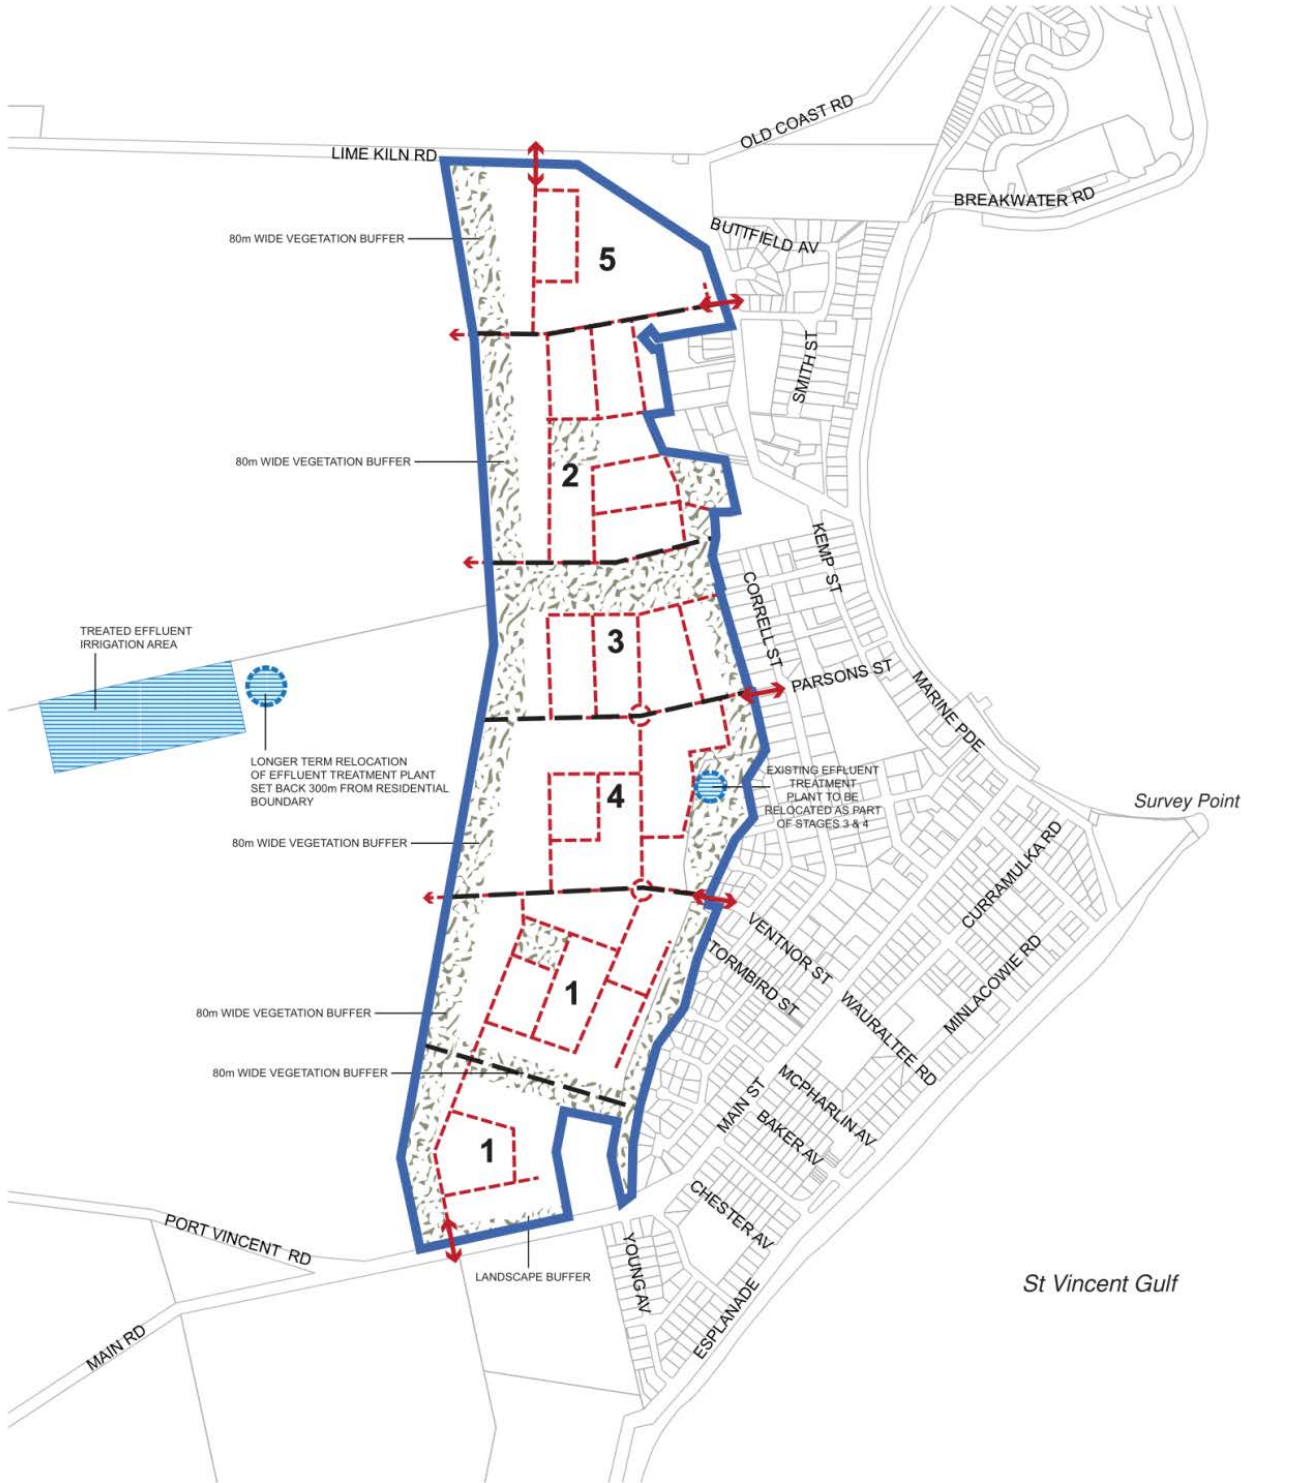 OLD COAST RD
LIME KILN RD
BREAKWATER RD
BUTTFIELD AV
80m WIDE VEGETATION BUFFER
5
SMITH ST
80m WIDE VEGETATION BUFFER
2
KEMP ST
CORRELL ST
TREATED EFFLUENT
IRRIGATION AREA
3
PARSONS ST
MARINE PDE
LONGER TERM RELOCATION
OF EFFLUENT TREATMENT PLANT
SET BACK 300m FROM RESIDENTIAL
BOUNDARY
4
EXISTING EFFLUENT
TREATMENT
PLANT TO BE
RELOCATED AS PART
OF STAGES 3 & 4
Survey Point
80m WIDE VEGETATION BUFFER
CURRAMULKA RD
VENTNOR ST
TORMBIRD ST
1
WAURALTEE RD
MINLACOWIE RD
80m WIDE VEGETATION BUFFER
80m WIDE VEGETATION BUFFER
MAIN ST
MCPHARLIN AV
BAKER AV
1
CHESTER AV
PORT VINCENT RD
YOUNG AV
LANDSCAPE BUFFER
ESPLANADE
St Vincent Gulf
MAIN RD